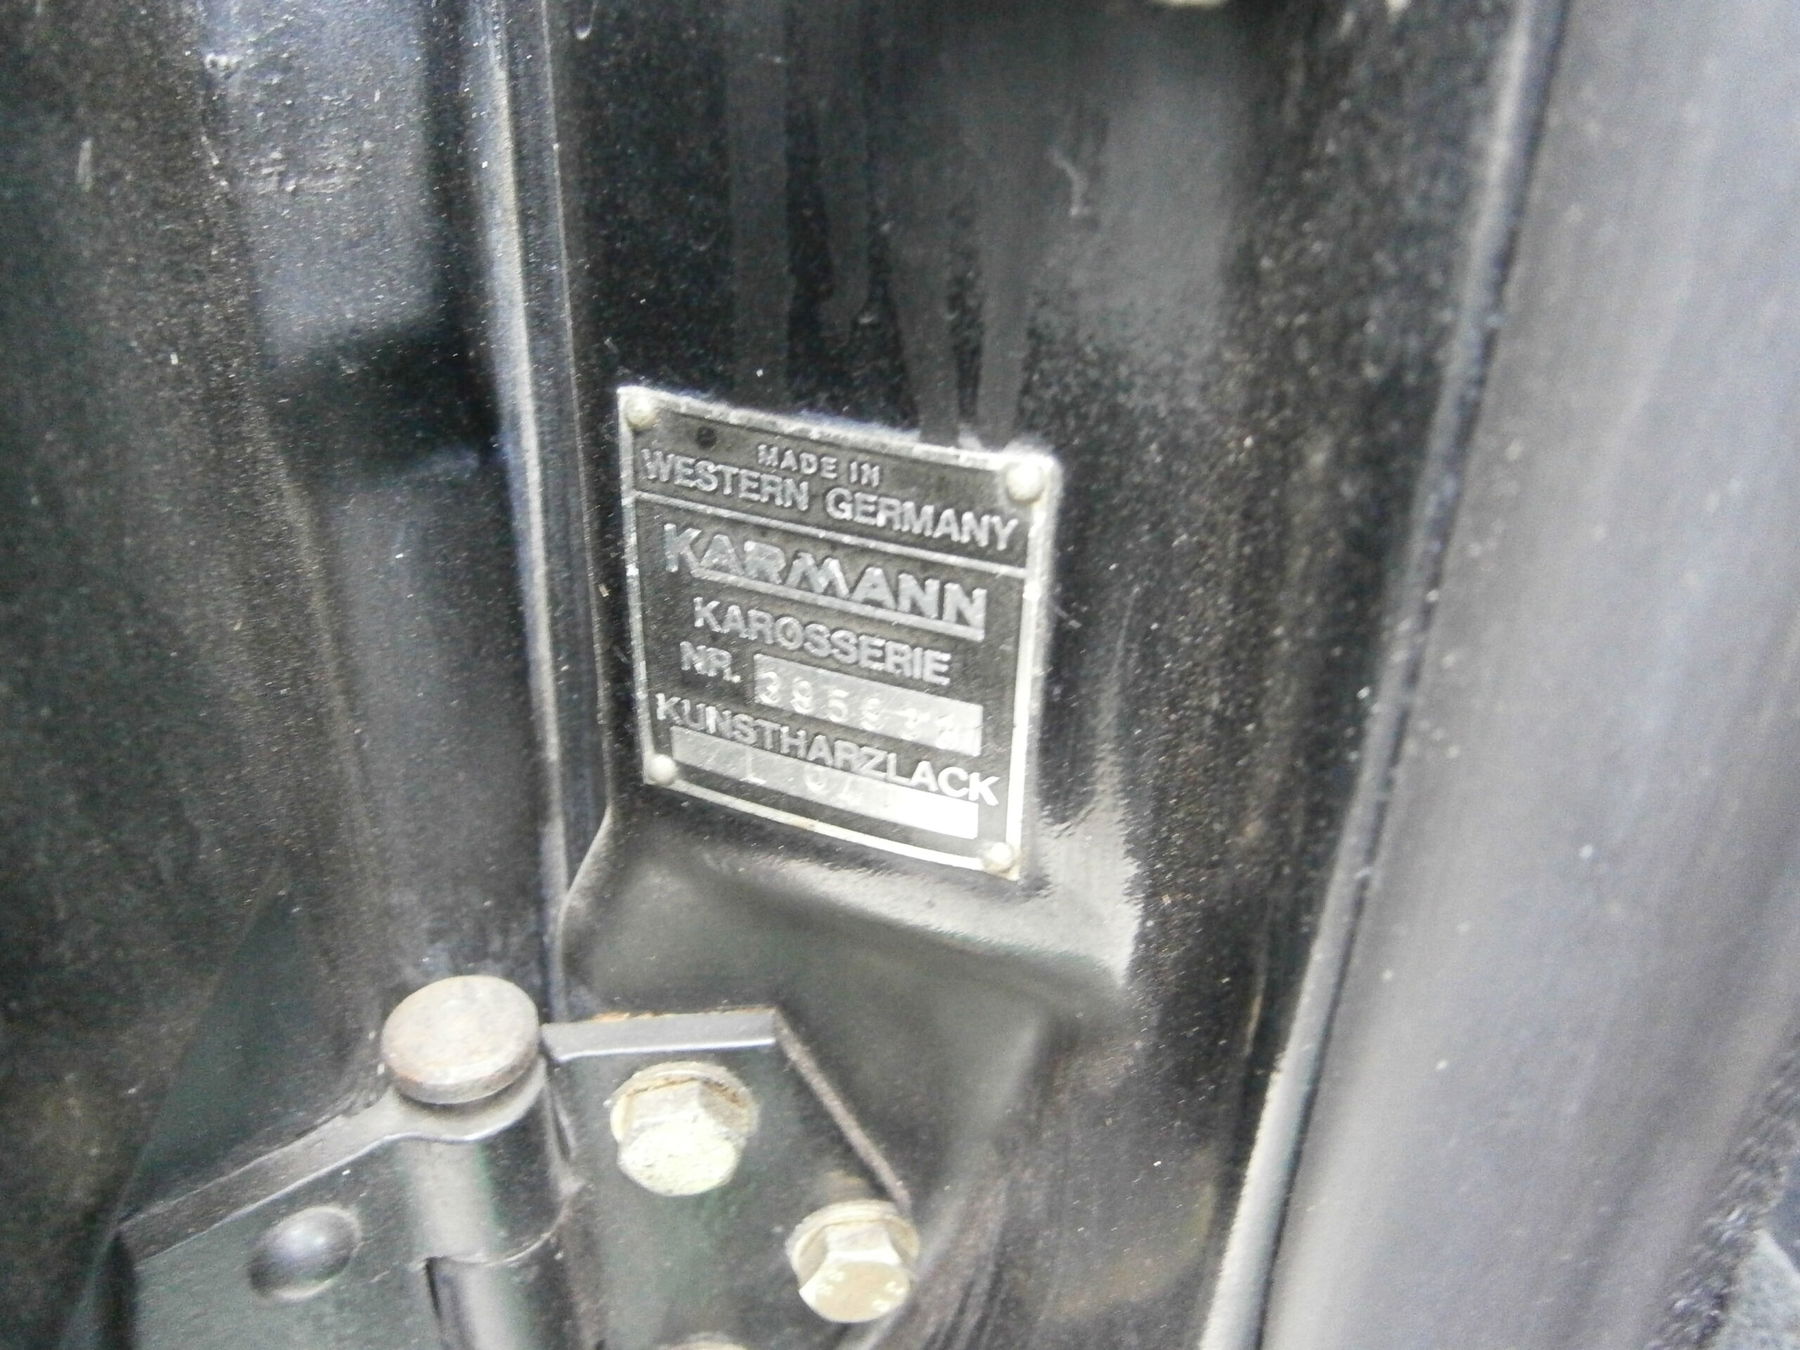 MADE IN
WESTERN GERMANY
KARMANN
KAROSSERIE
NR.
KUNSTHARZLACK